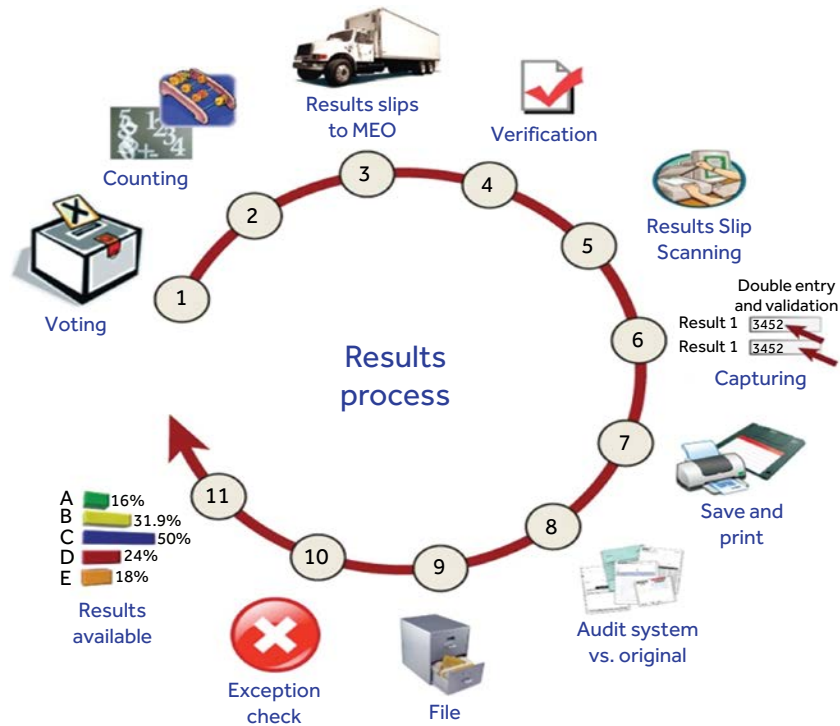 Results slips
to MEO
Verification
Counting
Results Slip
Scanning
Voting
Double entry
and validation
Result 1 3452
Result 1 3452
Capturing
Results
process
1
2
3
4
5
6
7
8
9
10
11
Save and
print
Audit system
vs. original
File
Exception
check
A 16%
B 31.9%
C 50%
D 24%
E 18%
Results
available